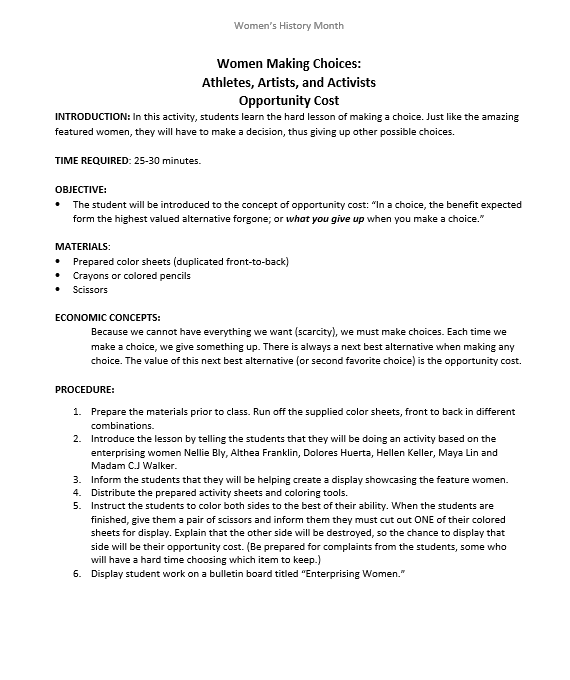 Women's History Month
Women Making Choices:
Athletes, Artists, and Activists
Opportunity Cost
INTRODUCTION: In this activity, students learn the hard lesson of making a choice. Just like the amazing
featured women, they will have to make a decision, thus giving up other possible choices.
TIME REQUIRED: 25-30 minutes.
OBJECTIVE:
• The student will be introduced to the concept of opportunity cost: “In a choice, the benefit expected
form the highest valued alternative forgone; or what you give up when you make a choice.”
MATERIALS:
• Prepared color sheets (duplicated front-to-back)
• Crayons or colored pencils
• Scissors
ECONOMIC CONCEPTS:
Because we cannot have everything we want (scarcity), we must make choices. Each time we
make a choice, we give something up. There is always a next best alternative when making any
choice. The value of this next best alternative (or second favorite choice) is the opportunity cost.
PROCEDURE:
1. Prepare the materials prior to class. Run off the supplied color sheets, front to back in different
combinations.
2. Introduce the lesson by telling the students that they will be doing an activity based on the
enterprising women Nellie Bly, Althea Franklin, Dolores Huerta, Hellen Keller, Maya Lin and
Madam C.J Walker.
3. Inform the students that they will be helping create a display showcasing the feature women.
4. Distribute the prepared activity sheets and coloring tools.
5. Instruct the students to color both sides to the best of their ability. When the students are
finished, give them a pair of scissors and inform them they must cut out ONE of their colored
sheets for display. Explain that the other side will be destroyed, so the chance to display that
side will be their opportunity cost. (Be prepared for complaints from the students, some who
will have a hard time choosing which item to keep.)
6. Display student work on a bulletin board titled “Enterprising Women.”